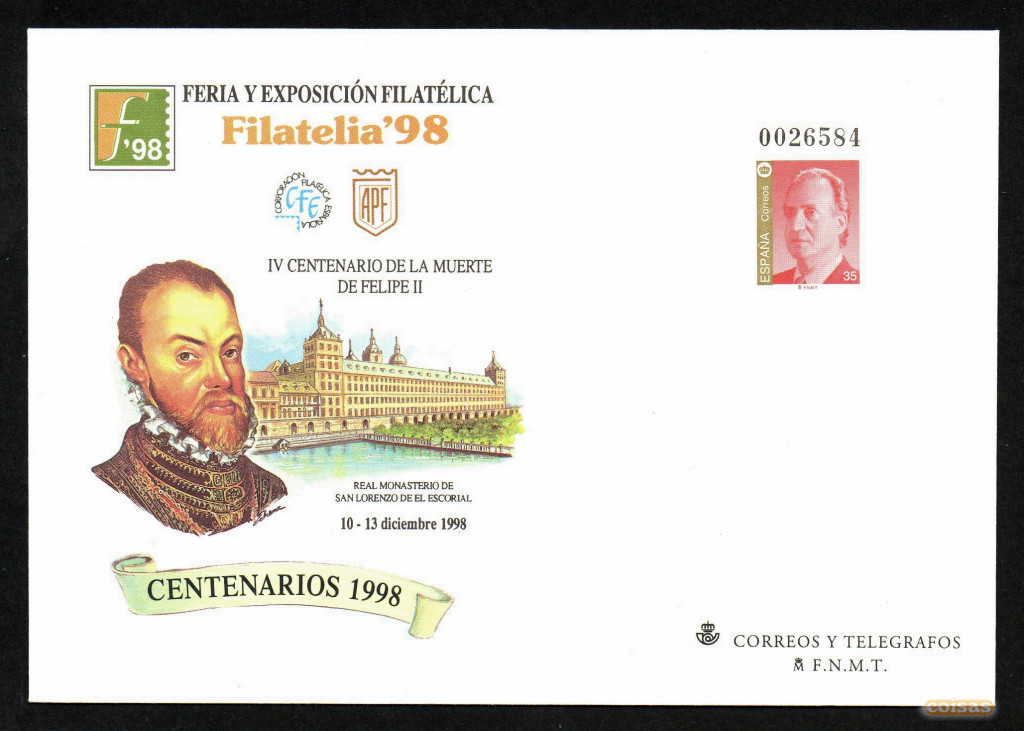 f '98
FERIA Y EXPOSICIÓN FILATÉLICA
Filatelia'98
CORPORACIÓN FILATÉLICA ESPAÑOLA
CFE
APF
0026584
ESPAÑA Correos
35
F.N.M.T.
IV CENTENARIO DE LA MUERTE
DE FELIPE II
REAL MONASTERIO DE
SAN LORENZO DE EL ESCORIAL
10 - 13 diciembre 1998
CENTENARIOS 1998
CORREOS Y TELEGRAFOS
M F.N.M.T.
coisas